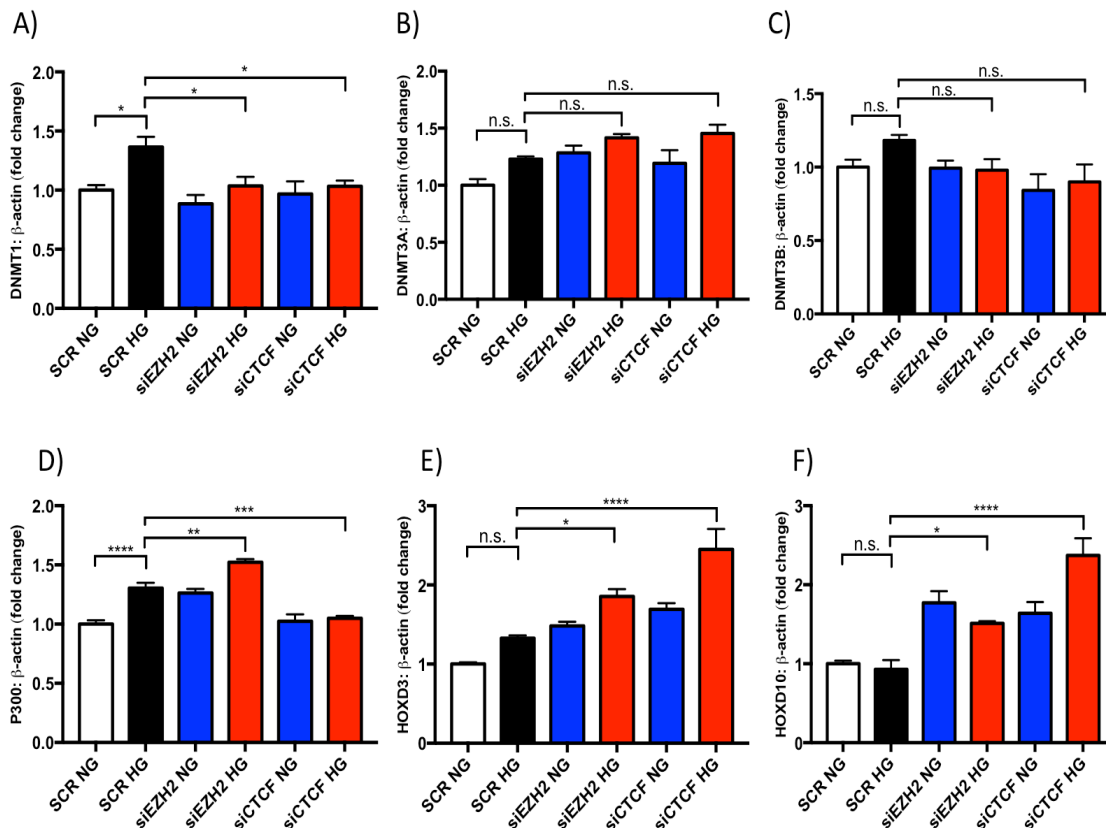 A)
DNMT1: β-actin (fold change)
2.0
1.5
1.0
0.5
0.0
*
*
*
SCR NG
SCR HG
siEZH2 NG
siEZH2 HG
siCTCF NG
siCTCF HG
B)
DNMT3A: β-actin (fold change)
2.0
1.5
1.0
0.5
0.0
n.s.
n.s.
n.s.
SCR NG
SCR HG
siEZH2 NG
siEZH2 HG
siCTCF NG
siCTCF HG
C)
DNMT3B: β-actin (fold change)
1.5
1.0
0.5
0.0
n.s.
n.s.
n.s.
SCR NG
SCR HG
siEZH2 NG
siEZH2 HG
siCTCF NG
siCTCF HG
D)
P300: β-actin (fold change)
2.0
1.5
1.0
0.5
0.0
***
**
****
SCR NG
SCR HG
siEZH2 NG
siEZH2 HG
siCTCF NG
siCTCF HG
E)
HOXD3: β-actin (fold change)
3
2
1
0
****
*
n.s.
SCR NG
SCR HG
siEZH2 NG
siEZH2 HG
siCTCF NG
siCTCF HG
F)
HOXD10: β-actin (fold change)
3
2
1
0
****
*
n.s.
SCR NG
SCR HG
siEZH2 NG
siEZH2 HG
siCTCF NG
siCTCF HG